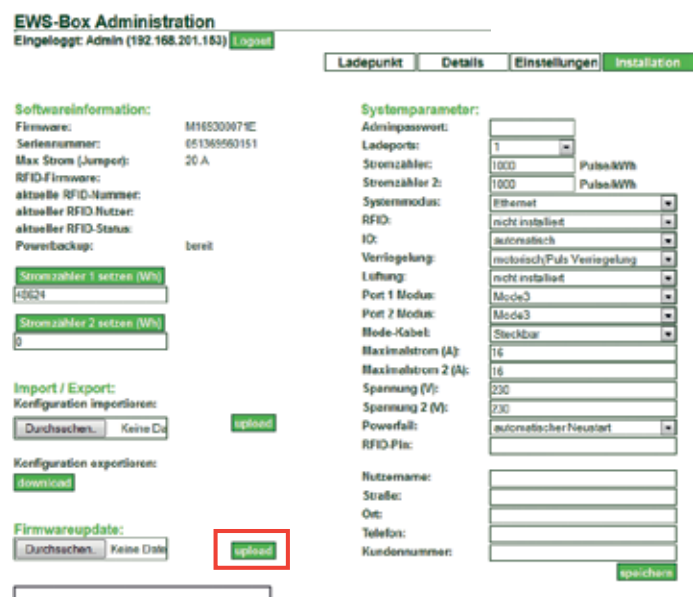 EWS-Box Administration
Eingeloggt: Admin (192.168.201.153) Logout
Ladepunkt Details Einstellungen Installation
Softwareinformation:
Firmware: M165300071E
Seriennummer: 051369560151
Max Strom (Jumper): 20 A
RFID-Firmware:
aktuelle RFID-Nummer:
aktueller RFID-Nutzer:
aktueller RFID-Status:
Powerbackup: bereit
Stromzähler 1 setzen (Wh)
48624
Stromzähler 2 setzen (Wh)
0
Import / Export:
Konfiguration importieren:
Durchsuchen.. Keine Da upload
Konfiguration exportieren:
download
Firmwareupdate:
Durchsuchen.. Keine Date upload
Systemparameter:
Adminpasswort:
Ladeports: 1
Stromzähler: 1000 Pulse/kWh
Stromzähler 2: 1000 Pulse/kWh
Systemmodus: Ethernet
RFID: nicht installiert
IO: automatisch
Verriegelung: motorisch/Puls Verriegelung
Lüftung: nicht installiert
Port 1 Modus: Mode3
Port 2 Modus: Mode3
Mode-Kabel: Steckbar
Maximalstrom (A): 16
Maximalstrom 2 (A): 16
Spannung (V): 230
Spannung 2 (V): 230
Powerfail: automatischer Neustart
RFID-Pin:
Nutzername:
Straße:
Ort:
Telefon:
Kundennummer:
speichern